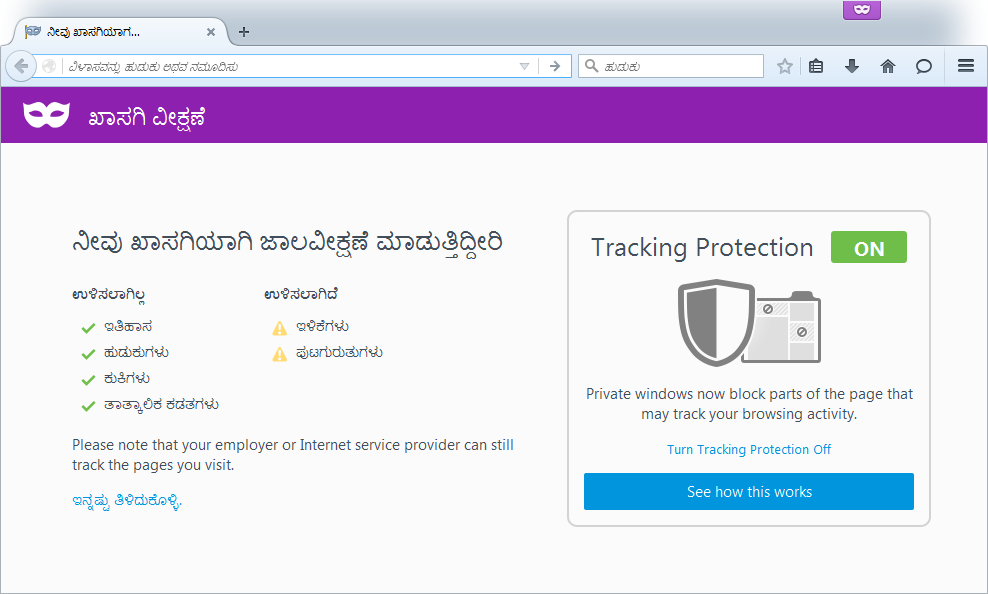 ನೀವು ಖಾಸಗಿಯಾಗಿ...
ವಿಳಾಸವನ್ನು ಹುಡುಕು ಅಥವ ನಮೂದಿಸು
ಹುಡುಕು
ಖಾಸಗಿ ವೀಕ್ಷಣೆ
ನೀವು ಖಾಸಗಿಯಾಗಿ ಜಾಲವೀಕ್ಷಣೆ ಮಾಡುತ್ತಿದ್ದೀರಿ
ಉಳಿಸಲಾಗಿಲ್ಲ
ಇತಿಹಾಸ
ಹುಡುಕುಗಳು
ಕುಕಿಗಳು
ತಾತ್ಕಾಲಿಕ ಕಡತಗಳು
ಉಳಿಸಲಾಗಿದೆ
ಇಳಿಕೆಗಳು
ಪುಟಗುರುತುಗಳು
Please note that your employer or Internet service provider can still
track the pages you visit.
ಇನ್ನಷ್ಟು ತಿಳಿದುಕೊಳ್ಳಿ.
Tracking Protection
ON
Private windows now block parts of the page that
may track your browsing activity.
Turn Tracking Protection Off
See how this works